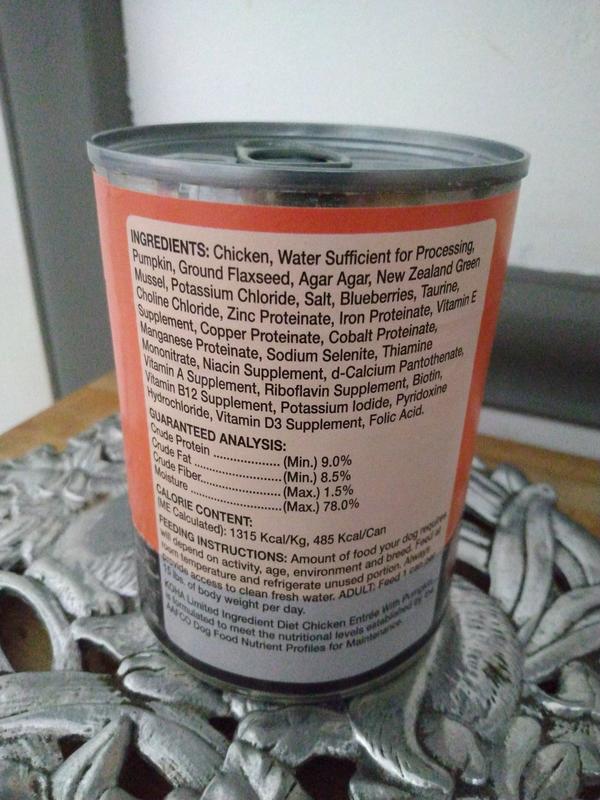 INGREDIENTS: Chicken, Water Sufficient for Processing,
Pumpkin, Ground Flaxseed, Agar Agar, New Zealand Green
Mussel, Potassium Chloride, Salt, Blueberries, Taurine,
Choline Chloride, Zinc Proteinate, Iron Proteinate, Vitamin E
Supplement, Copper Proteinate, Cobalt Proteinate,
Manganese Proteinate, Sodium Selenite, Thiamine
Mononitrate, Niacin Supplement, d-Calcium Pantothenate,
Vitamin A Supplement, Riboflavin Supplement, Biotin,
Vitamin B12 Supplement, Potassium Iodide, Pyridoxine
Hydrochloride, Vitamin D3 Supplement, Folic Acid.
GUARANTEED ANALYSIS:
Crude Protein .................... (Min.) 9.0%
Crude Fat .......................... (Min.) 8.5%
Crude Fiber........................ (Max.) 1.5%
Moisture ........................... (Max.) 78.0%
CALORIE CONTENT:
(ME Calculated): 1315 Kcal/Kg, 485 Kcal/Can
FEEDING INSTRUCTIONS: Amount of food your dog requires
will depend on activity, age, environment and breed. Feed at
room temperature and refrigerate unused portion. Always
provide access to clean fresh water. ADULT: Feed 1 can per
15 lbs. of body weight per day.
KOHA Limited Ingredient Diet Chicken Entrée With Pumpkin
is formulated to meet the nutritional levels established by the
AAFCO Dog Food Nutrient Profiles for Maintenance.